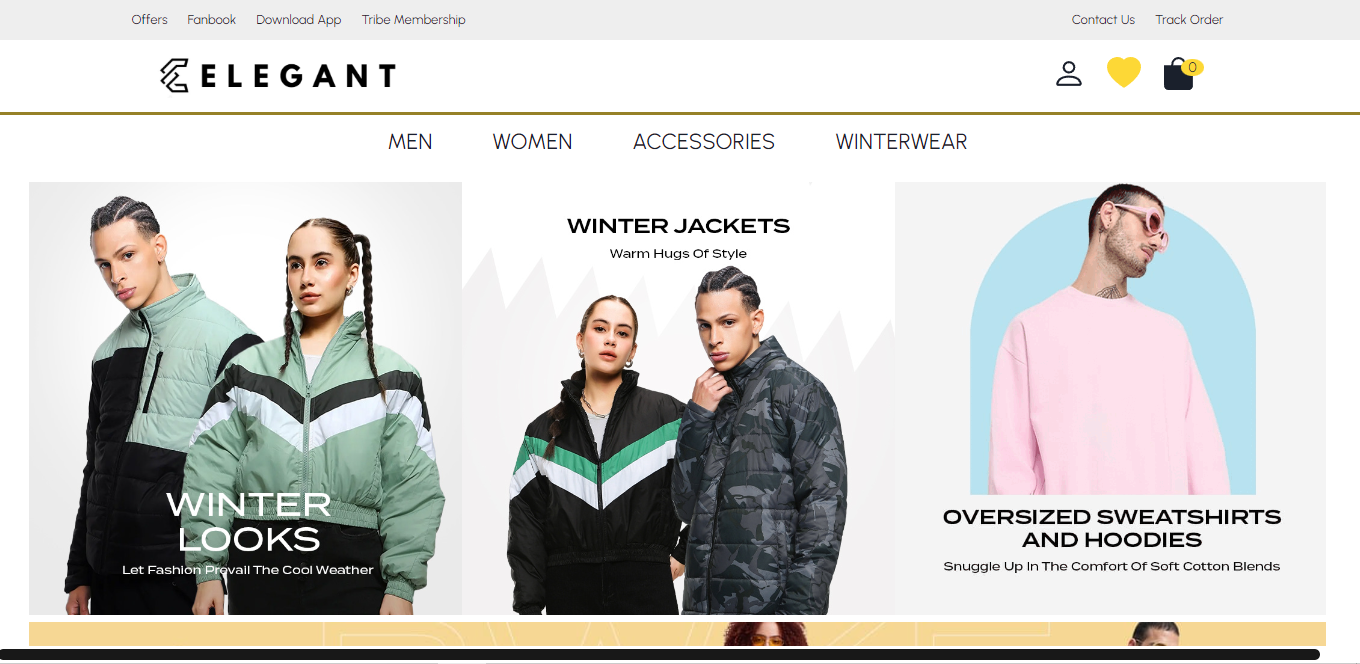 Offers Fanbook Download App Tribe Membership Contact Us Track Order
ELEGANT
0
MEN WOMEN ACCESSORIES WINTERWEAR
WINTER
LOOKS
Let Fashion Prevail The Cool Weather
WINTER JACKETS
Warm Hugs Of Style
OVERSIZED SWEATSHIRTS
AND HOODIES
Snuggle Up In The Comfort Of Soft Cotton Blends